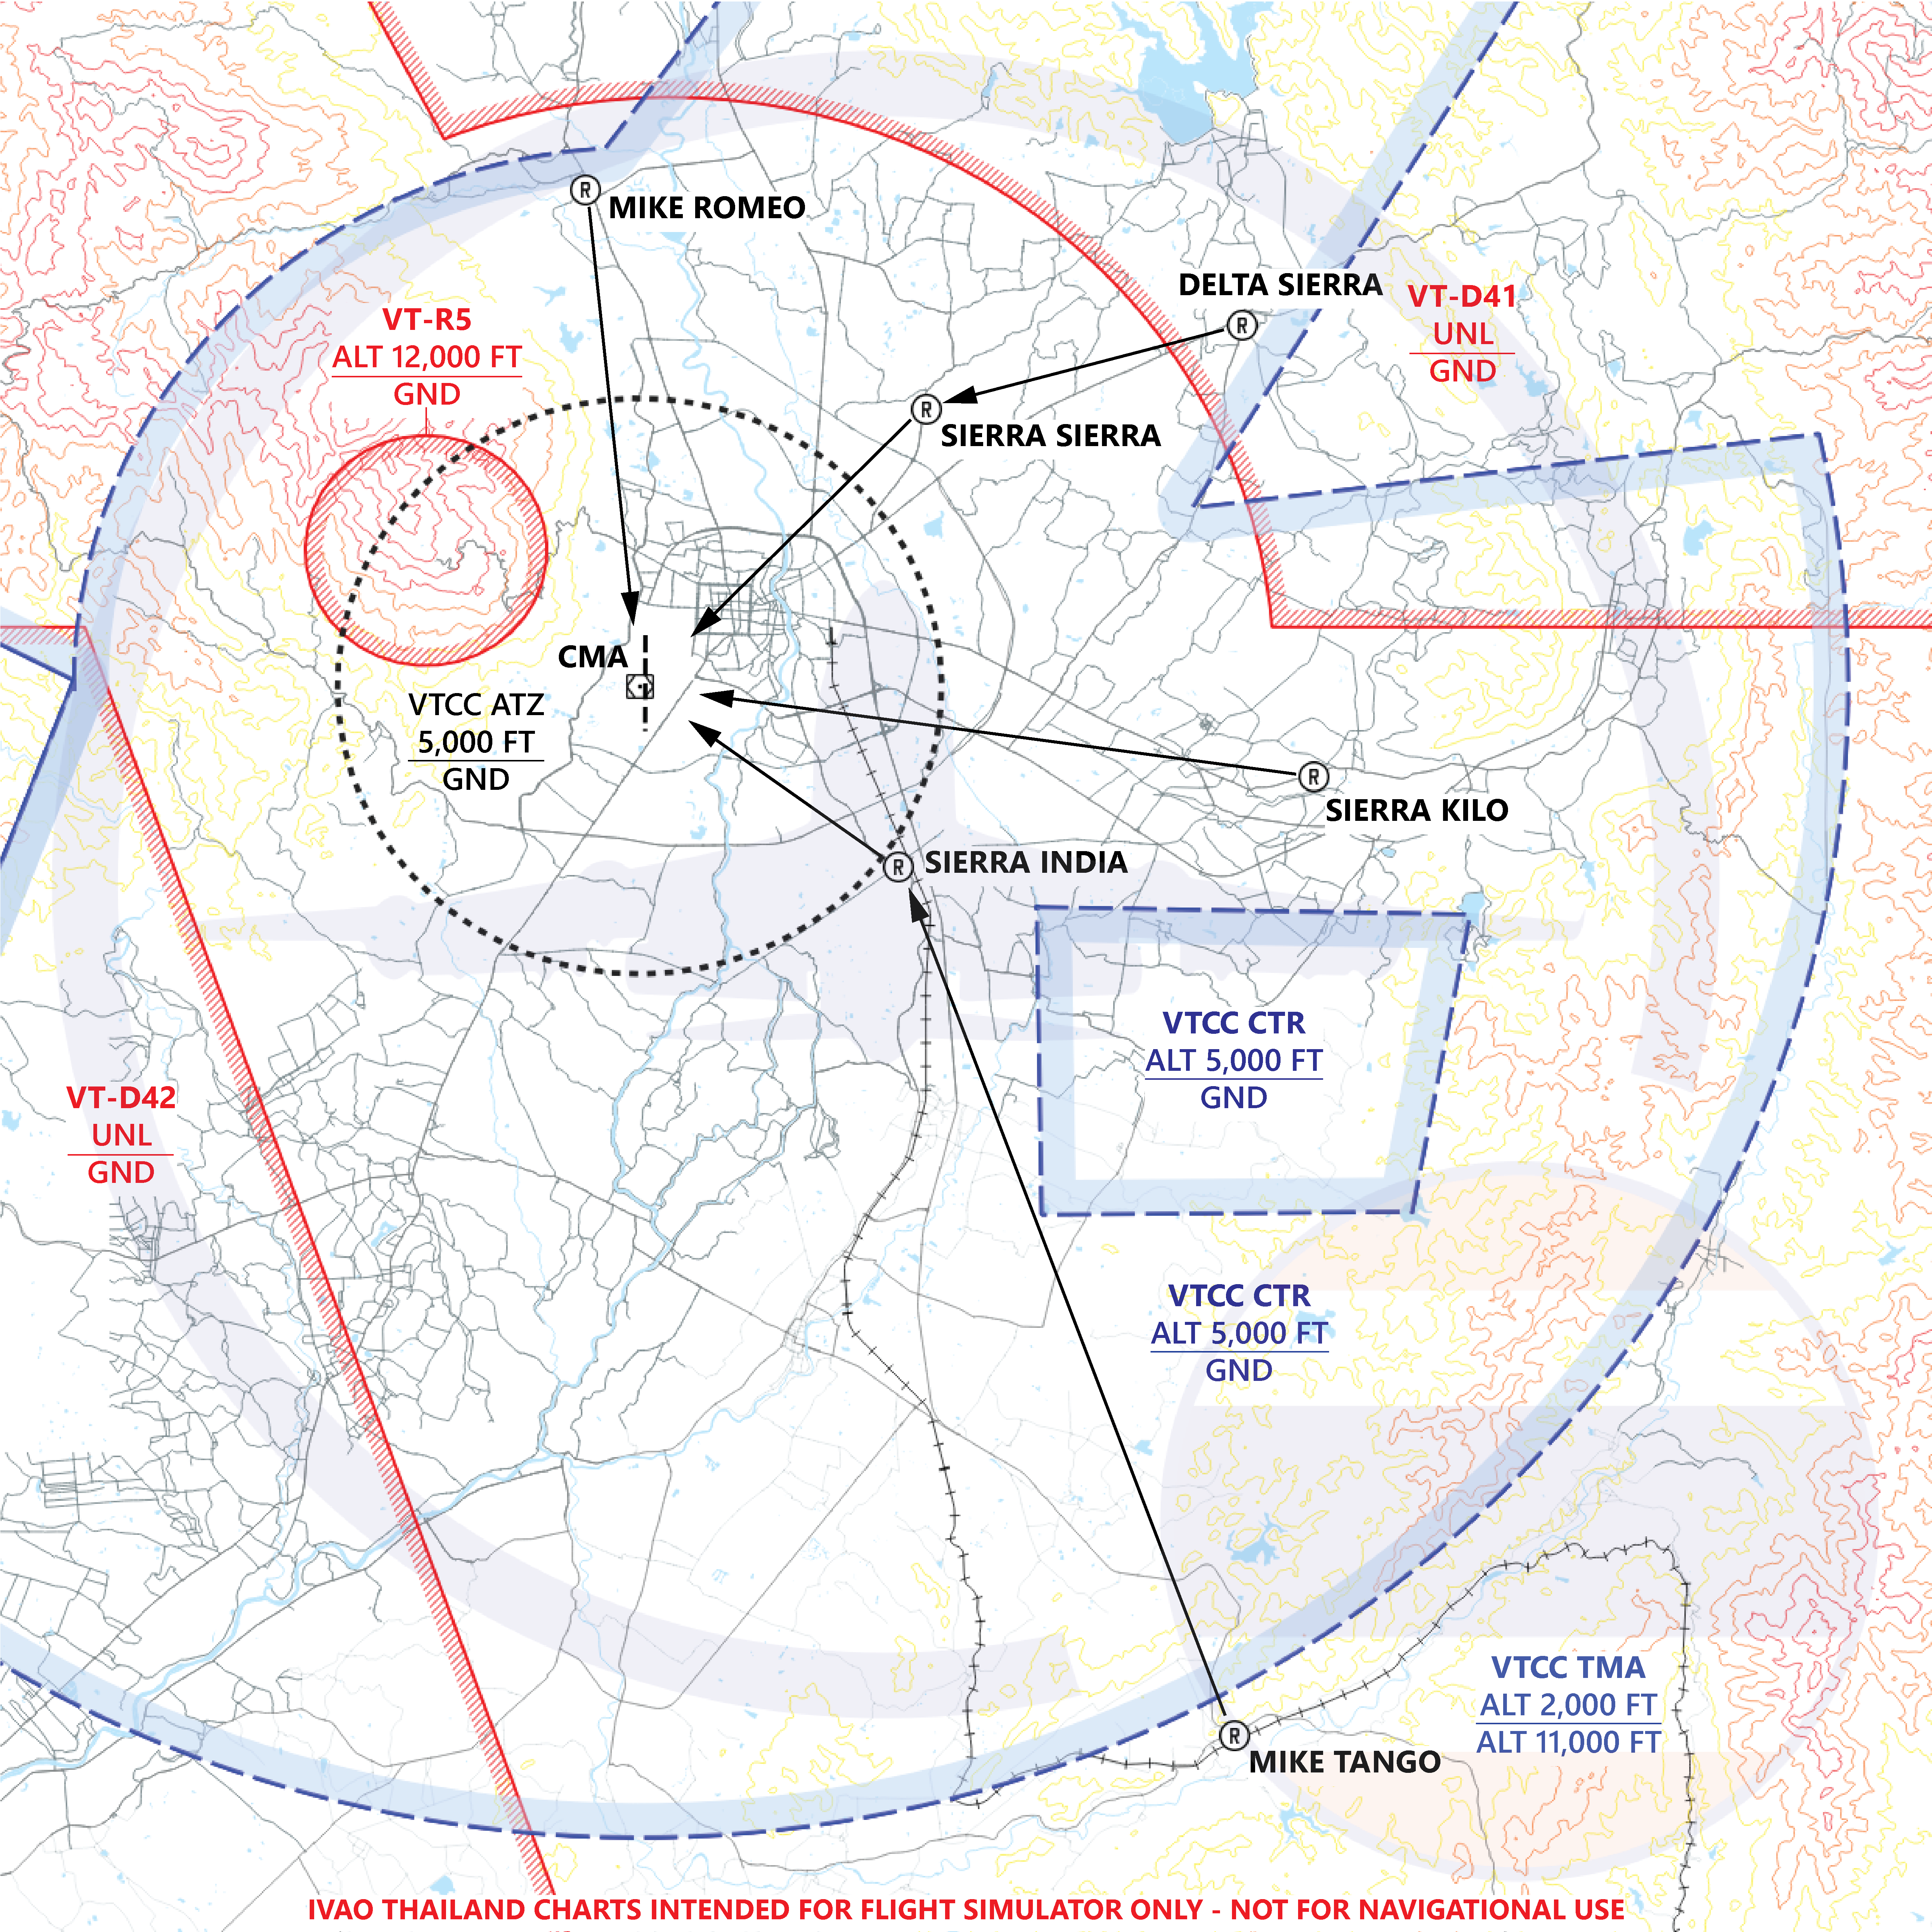 R
MIKE ROMEO
DELTA SIERRA
R
VT-D41
UNL
GND
VT-R5
ALT 12,000 FT
GND
R
SIERRA SIERRA
CMA
VTCC ATZ
5,000 FT
GND
R
SIERRA KILO
R
SIERRA INDIA
VTCC CTR
ALT 5,000 FT
GND
VT-D42
UNL
GND
VTCC CTR
ALT 5,000 FT
GND
VTCC TMA
ALT 2,000 FT
ALT 11,000 FT
R
MIKE TANGO
IVAO THAILAND CHARTS INTENDED FOR FLIGHT SIMULATOR ONLY - NOT FOR NAVIGATIONAL USE